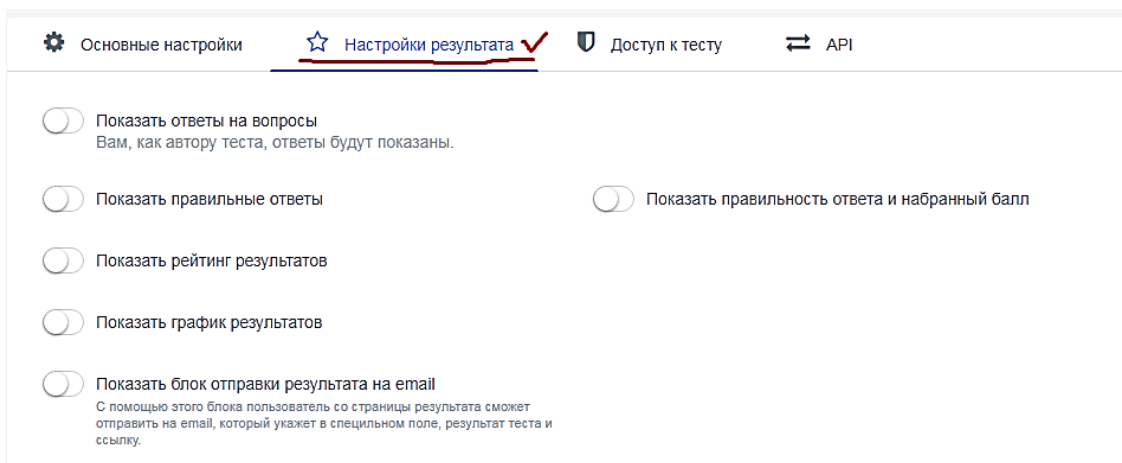 Основные настройки Настройки результата Доступ к тесту API
Показать ответы на вопросы
Вам, как автору теста, ответы будут показаны.
Показать правильные ответы Показать правильность ответа и набранный балл
Показать рейтинг результатов
Показать график результатов
Показать блок отправки результата на email
С помощью этого блока пользователь со страницы результата сможет
отправить на email, который укажет в специльном поле, результат теста и
ссылку.